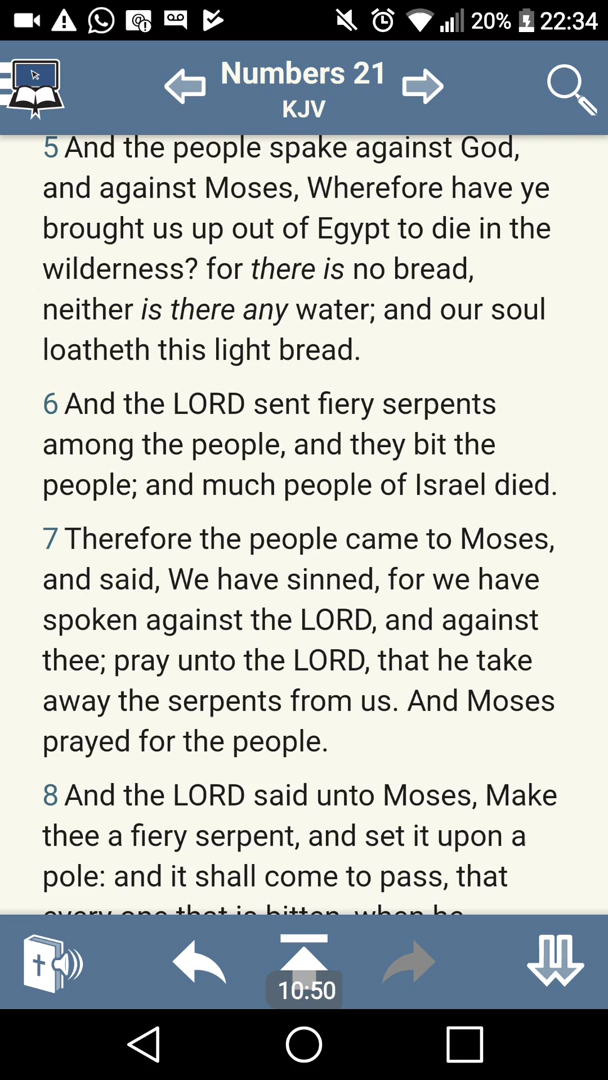 20% 22:34
Numbers 21
KJV
5 And the people spake against God,
and against Moses, Wherefore have ye
brought us up out of Egypt to die in the
wilderness? for there is no bread,
neither is there any water; and our soul
loatheth this light bread.
6 And the LORD sent fiery serpents
among the people, and they bit the
people; and much people of Israel died.
7 Therefore the people came to Moses,
and said, We have sinned, for we have
spoken against the LORD, and against
thee; pray unto the LORD, that he take
away the serpents from us. And Moses
prayed for the people.
8 And the LORD said unto Moses, Make
thee a fiery serpent, and set it upon a
pole: and it shall come to pass, that
every one that is bitten, when he
10:50